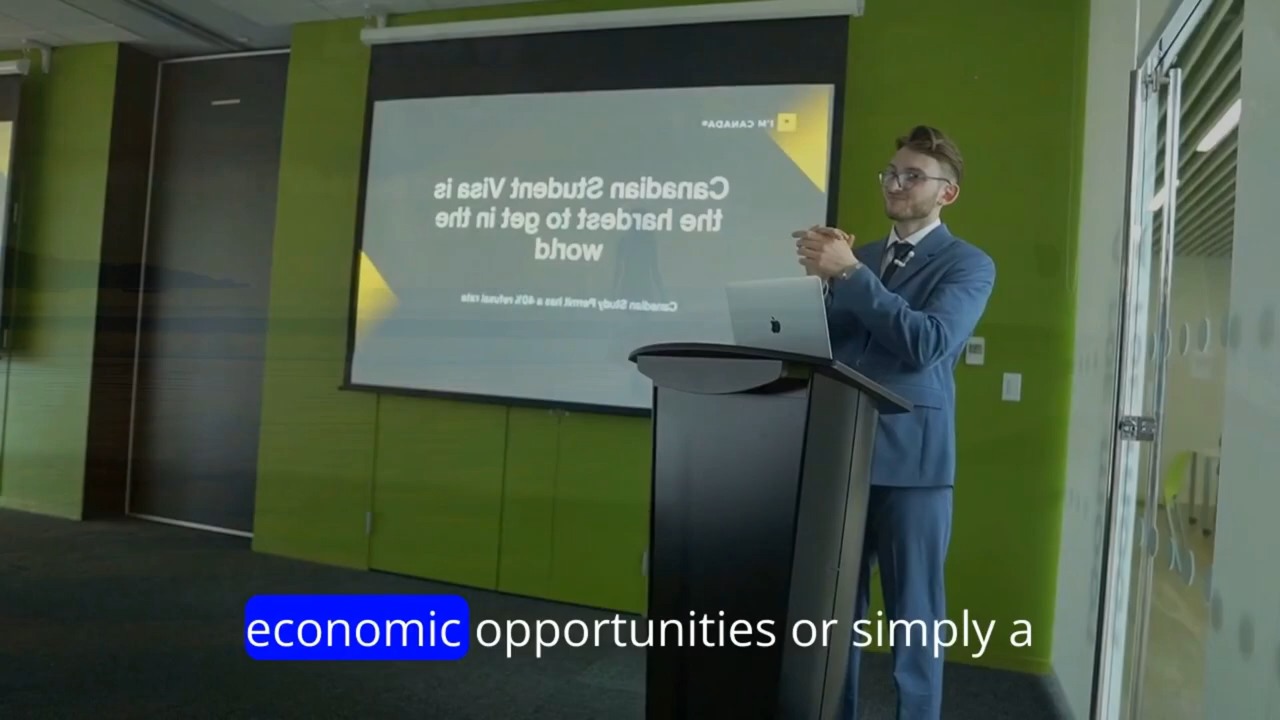 I'M CANADA®
Canadian Student Visa is
the hardest to get in the
world
Canadian Study Permit has a 40% refusal rate
economic opportunities or simply a